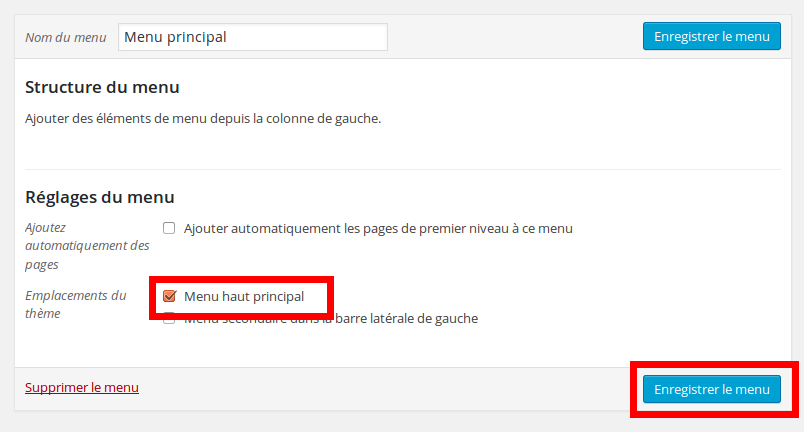 Nom du menu Menu principal Enregistrer le menu
Structure du menu
Ajouter des éléments de menu depuis la colonne de gauche.
Réglages du menu
Ajoutez
automatiquement des
pages
Ajouter automatiquement les pages de premier niveau à ce menu
Emplacements du
thème
Menu haut principal
Menu secondaire dans la barre latérale de gauche
Supprimer le menu Enregistrer le menu